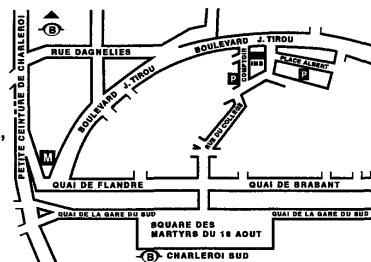 B
RUE DAGNELIES
BOULEVARD J. TIROU
BOULEVARD J. TIROU
PETITE CEINTURE DE CHARLEROI
COMPTOIR
P
PLACE ALBERT
P
RUE DU COLLEGE
M
QUAI DE FLANDRE
QUAI DE BRABANT
QUAI DE LA GARE DU SUD
QUAI DE LA GARE DU SUD
SQUARE DES
MARTYRS DU 18 AOUT
B CHARLEROI SUD